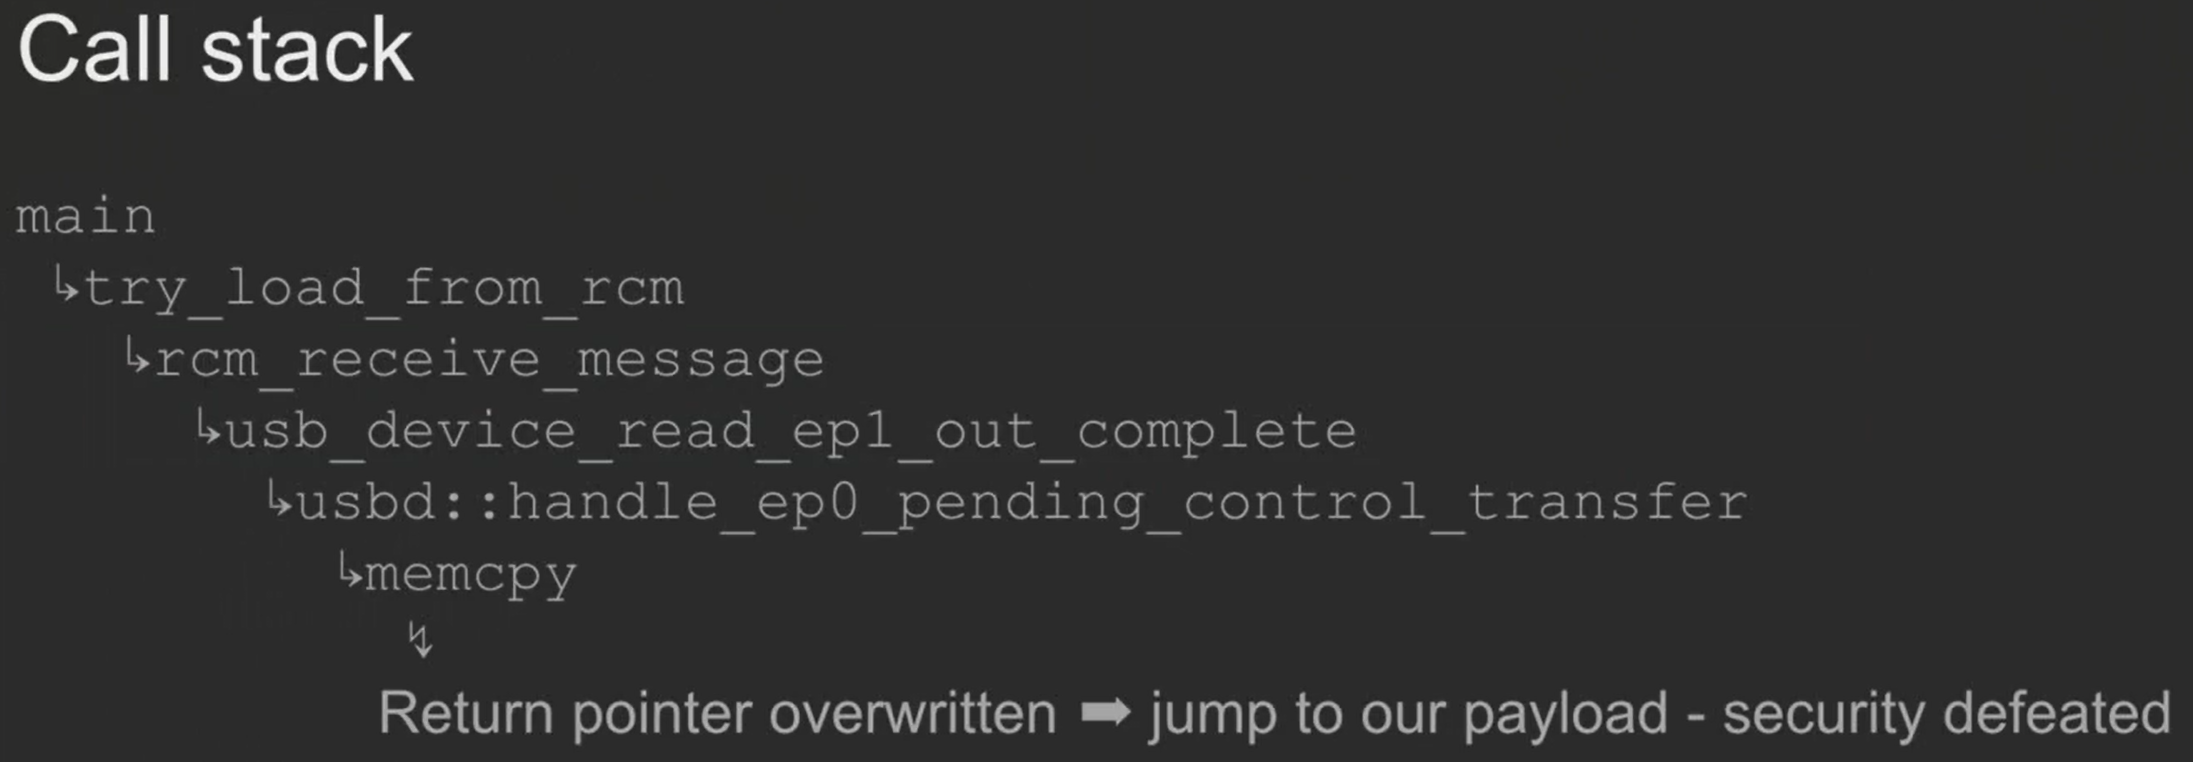 Call stack
main
↳try_load_from_rcm
↳rcm_receive_message
↳usb_device_read_ep1_out_complete
↳usbd::handle_ep0_pending_control_transfer
↳memcpy
↯
Return pointer overwritten ➡ jump to our payload - security defeated